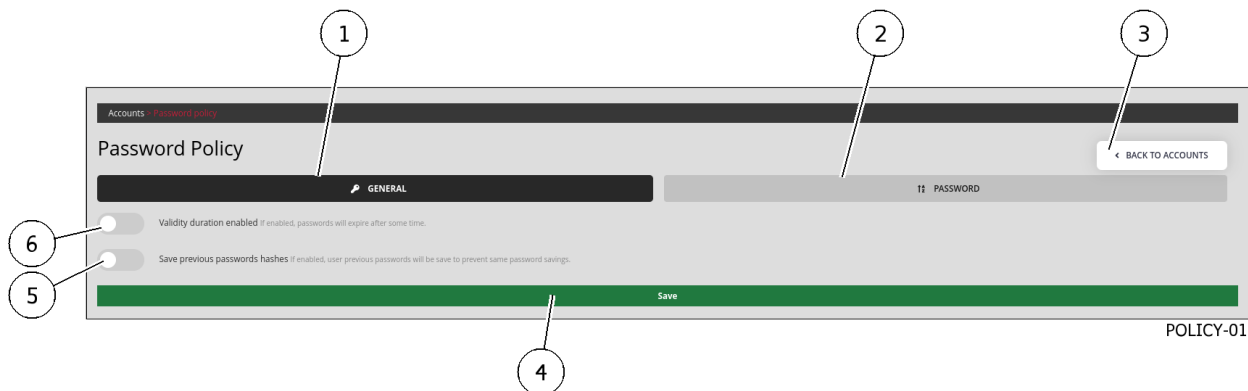 1
2
3
Accounts > Password policy
Password Policy
< BACK TO ACCOUNTS
GENERAL
PASSWORD
Validity duration enabled If enabled, passwords will expire after some time.
6
Save previous passwords hashes If enabled, user previous passwords will be save to prevent same password savings.
5
Save
POLICY-01
4